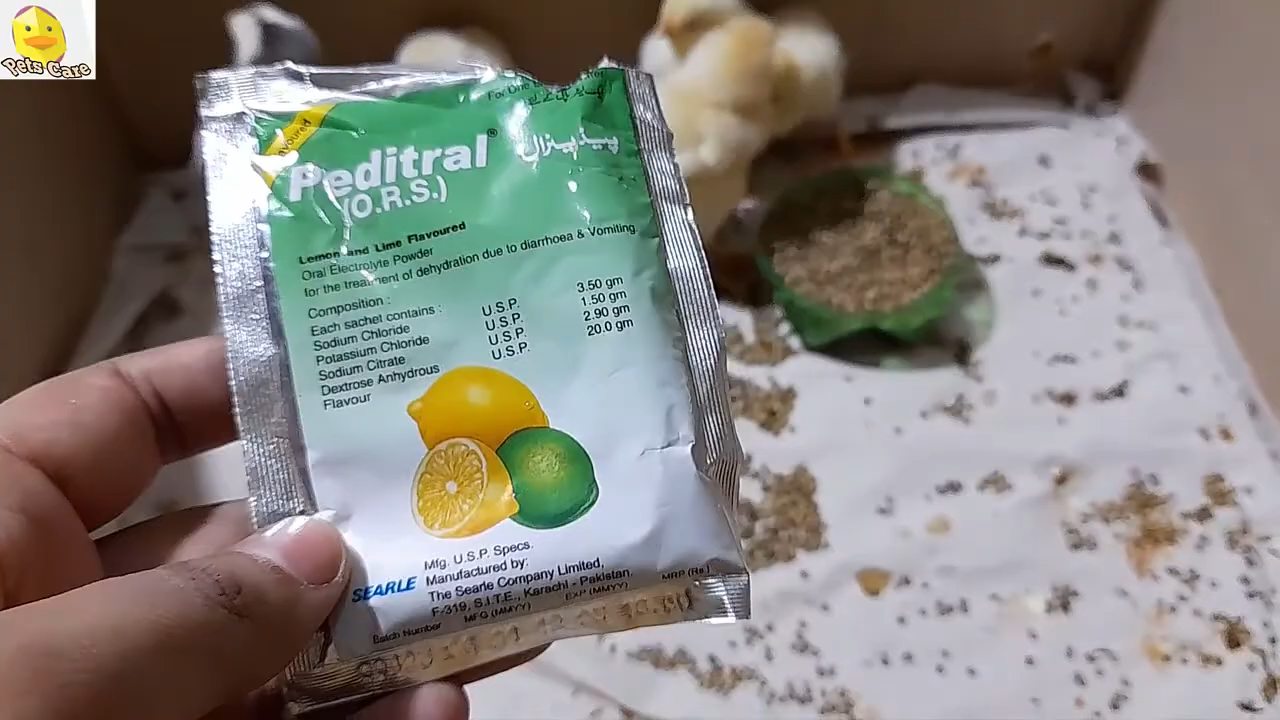 Pets Care
For One
avoured
Peditral® پیڈیٹرال
(O.R.S.)
Lemon and Lime Flavoured
Oral Electrolyte Powder
for the treatment of dehydration due to diarrhoea & Vomiting.
Composition :
Each sachet contains :
Sodium Chloride U.S.P. 3.50 gm
Potassium Chloride U.S.P. 1.50 gm
Sodium Citrate U.S.P. 2.90 gm
Dextrose Anhydrous U.S.P. 20.0 gm
Flavour
Mfg. U.S.P. Specs.
Manufactured by:
SEARLE The Searle Company Limited,
F-319, S.I.T.E., Karachi - Pakistan.
Batch Number MFG (MMYY) EXP (MMYY) MRP (Rs.)